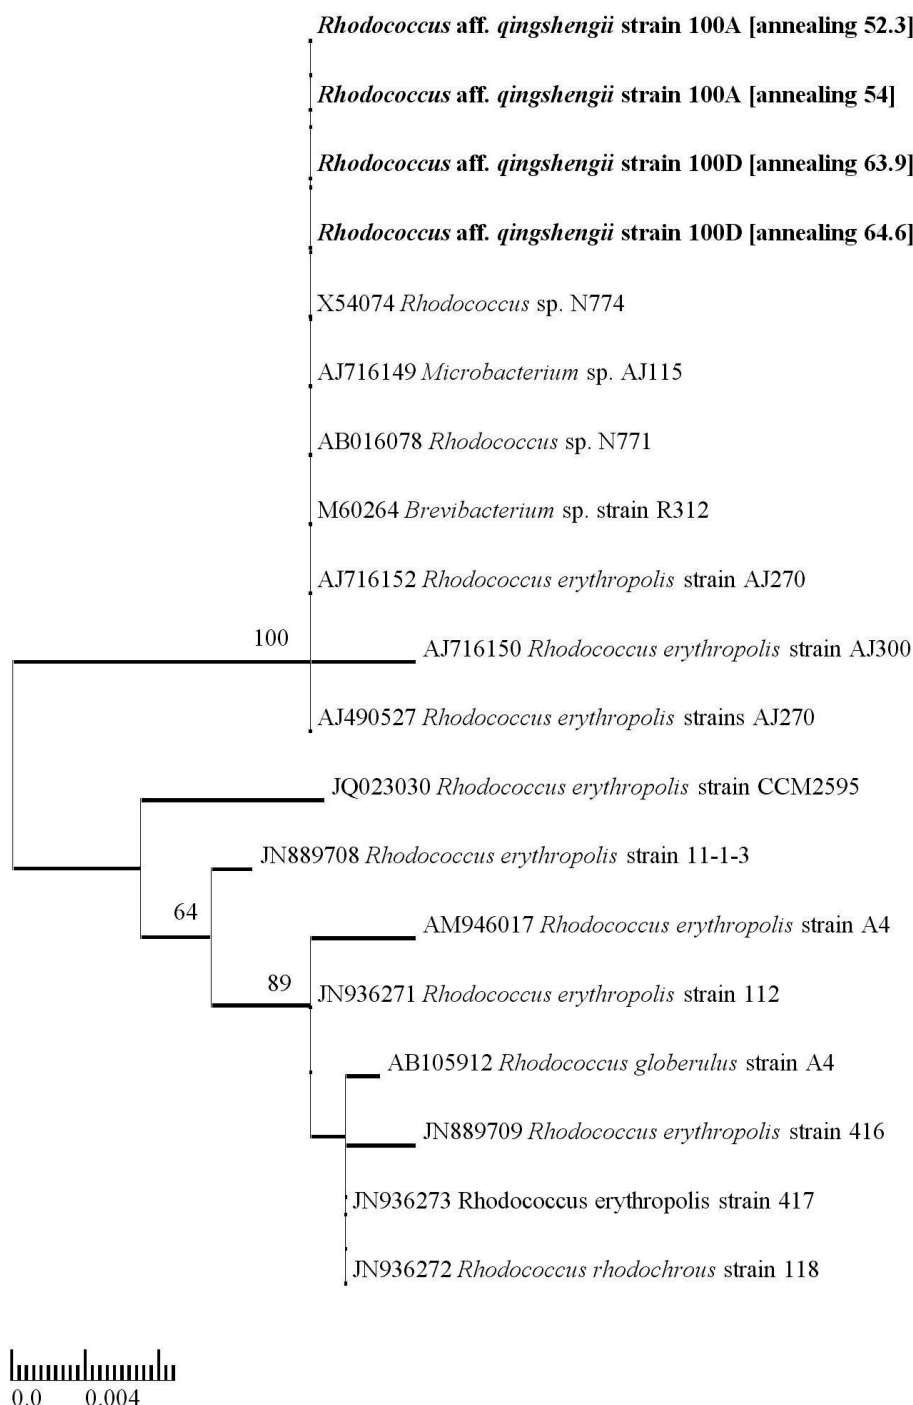 Rhodococcus aff. qingshengii strain 100A [annealing 52.3]
Rhodococcus aff. qingshengii strain 100A [annealing 54]
Rhodococcus aff. qingshengii strain 100D [annealing 63.9]
Rhodococcus aff. qingshengii strain 100D [annealing 64.6]
X54074 Rhodococcus sp. N774
AJ716149 Microbacterium sp. AJ115
AB016078 Rhodococcus sp. N771
M60264 Brevibacterium sp. strain R312
AJ716152 Rhodococcus erythropolis strain AJ270
100
AJ716150 Rhodococcus erythropolis strain AJ300
AJ490527 Rhodococcus erythropolis strains AJ270
JQ023030 Rhodococcus erythropolis strain CCM2595
JN889708 Rhodococcus erythropolis strain 11-1-3
64
AM946017 Rhodococcus erythropolis strain A4
89
JN936271 Rhodococcus erythropolis strain 112
AB105912 Rhodococcus globerulus strain A4
JN889709 Rhodococcus erythropolis strain 416
JN936273 Rhodococcus erythropolis strain 417
JN936272 Rhodococcus rhodochrous strain 118
0.0 0.004